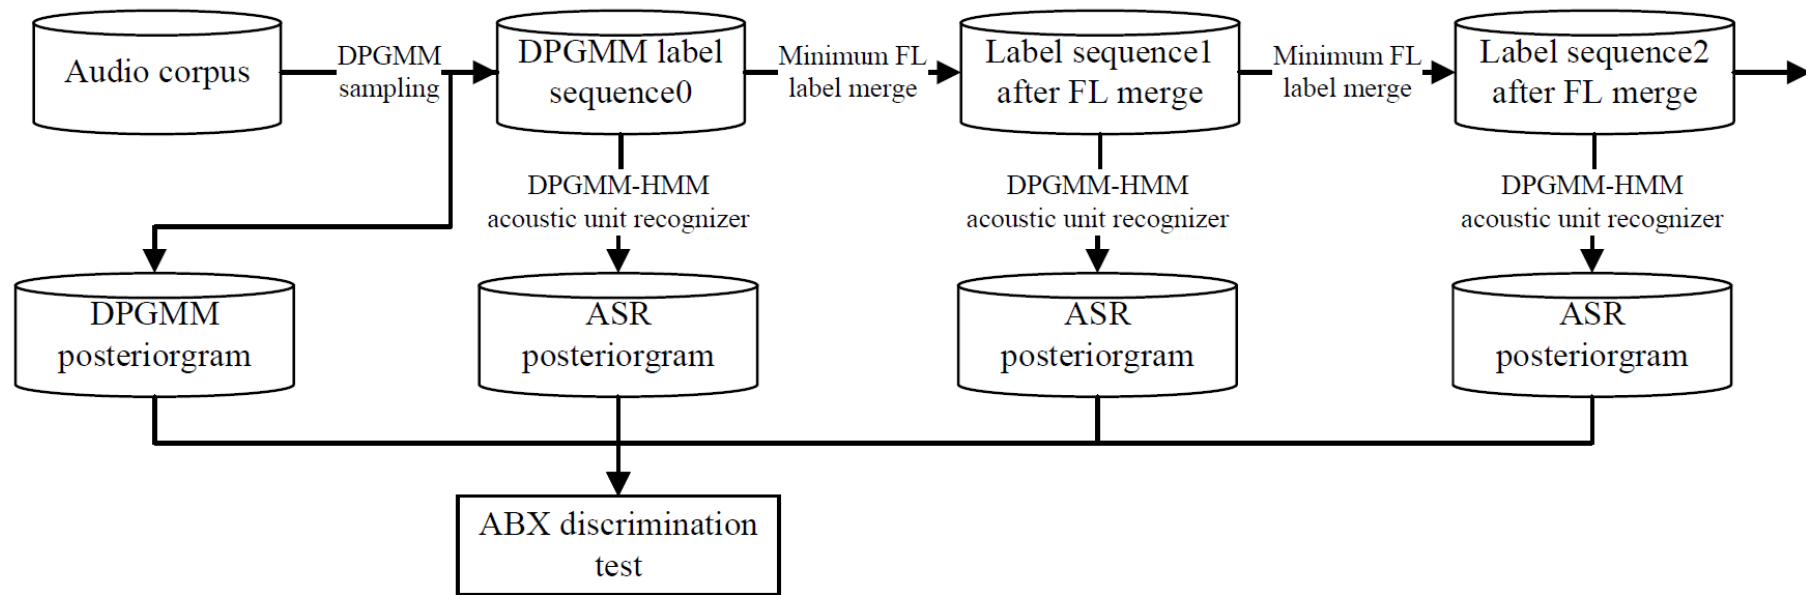 Audio corpus
DPGMM
sampling
DPGMM label
sequence0
Minimum FL
label merge
Label sequence1
after FL merge
Minimum FL
label merge
Label sequence2
after FL merge
DPGMM-HMM
acoustic unit recognizer
DPGMM-HMM
acoustic unit recognizer
DPGMM-HMM
acoustic unit recognizer
DPGMM
posteriorgram
ASR
posteriorgram
ASR
posteriorgram
ASR
posteriorgram
ABX discrimination
test